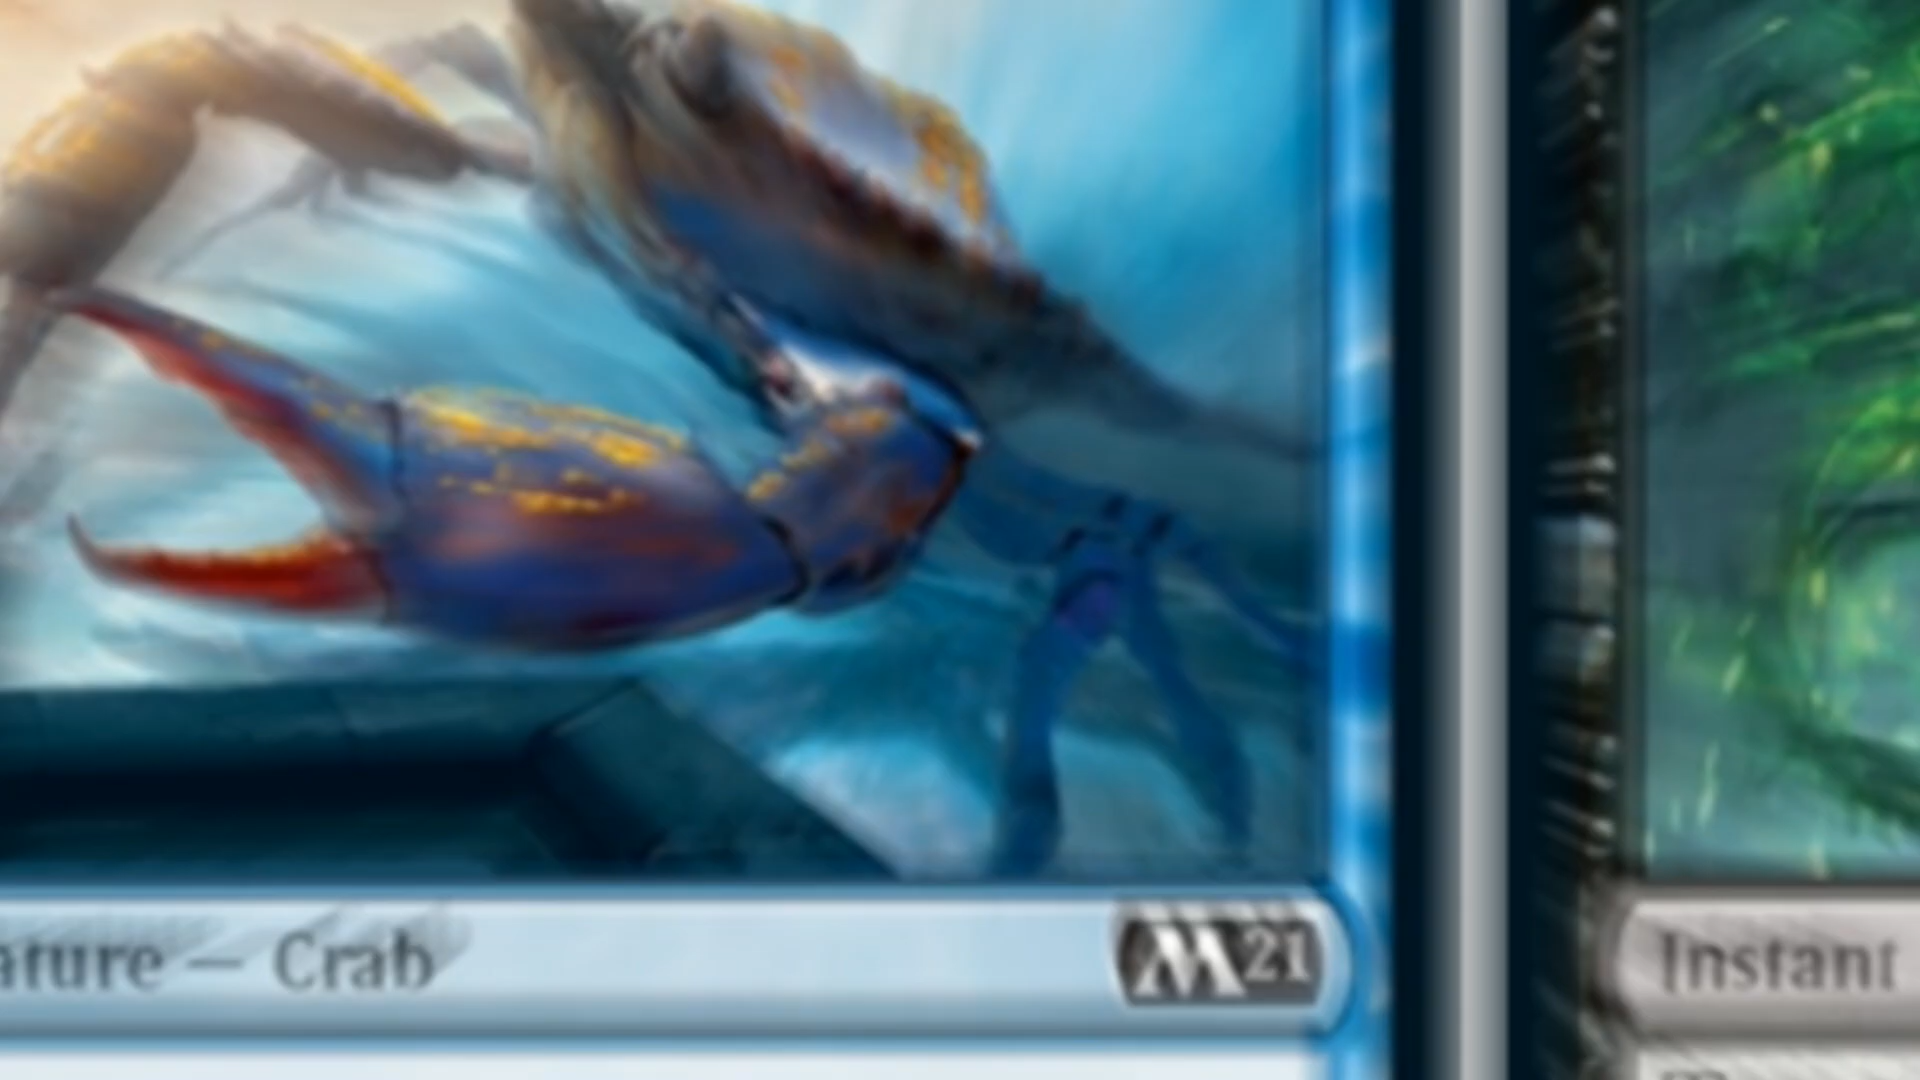 ature — Crab
M21
Instant